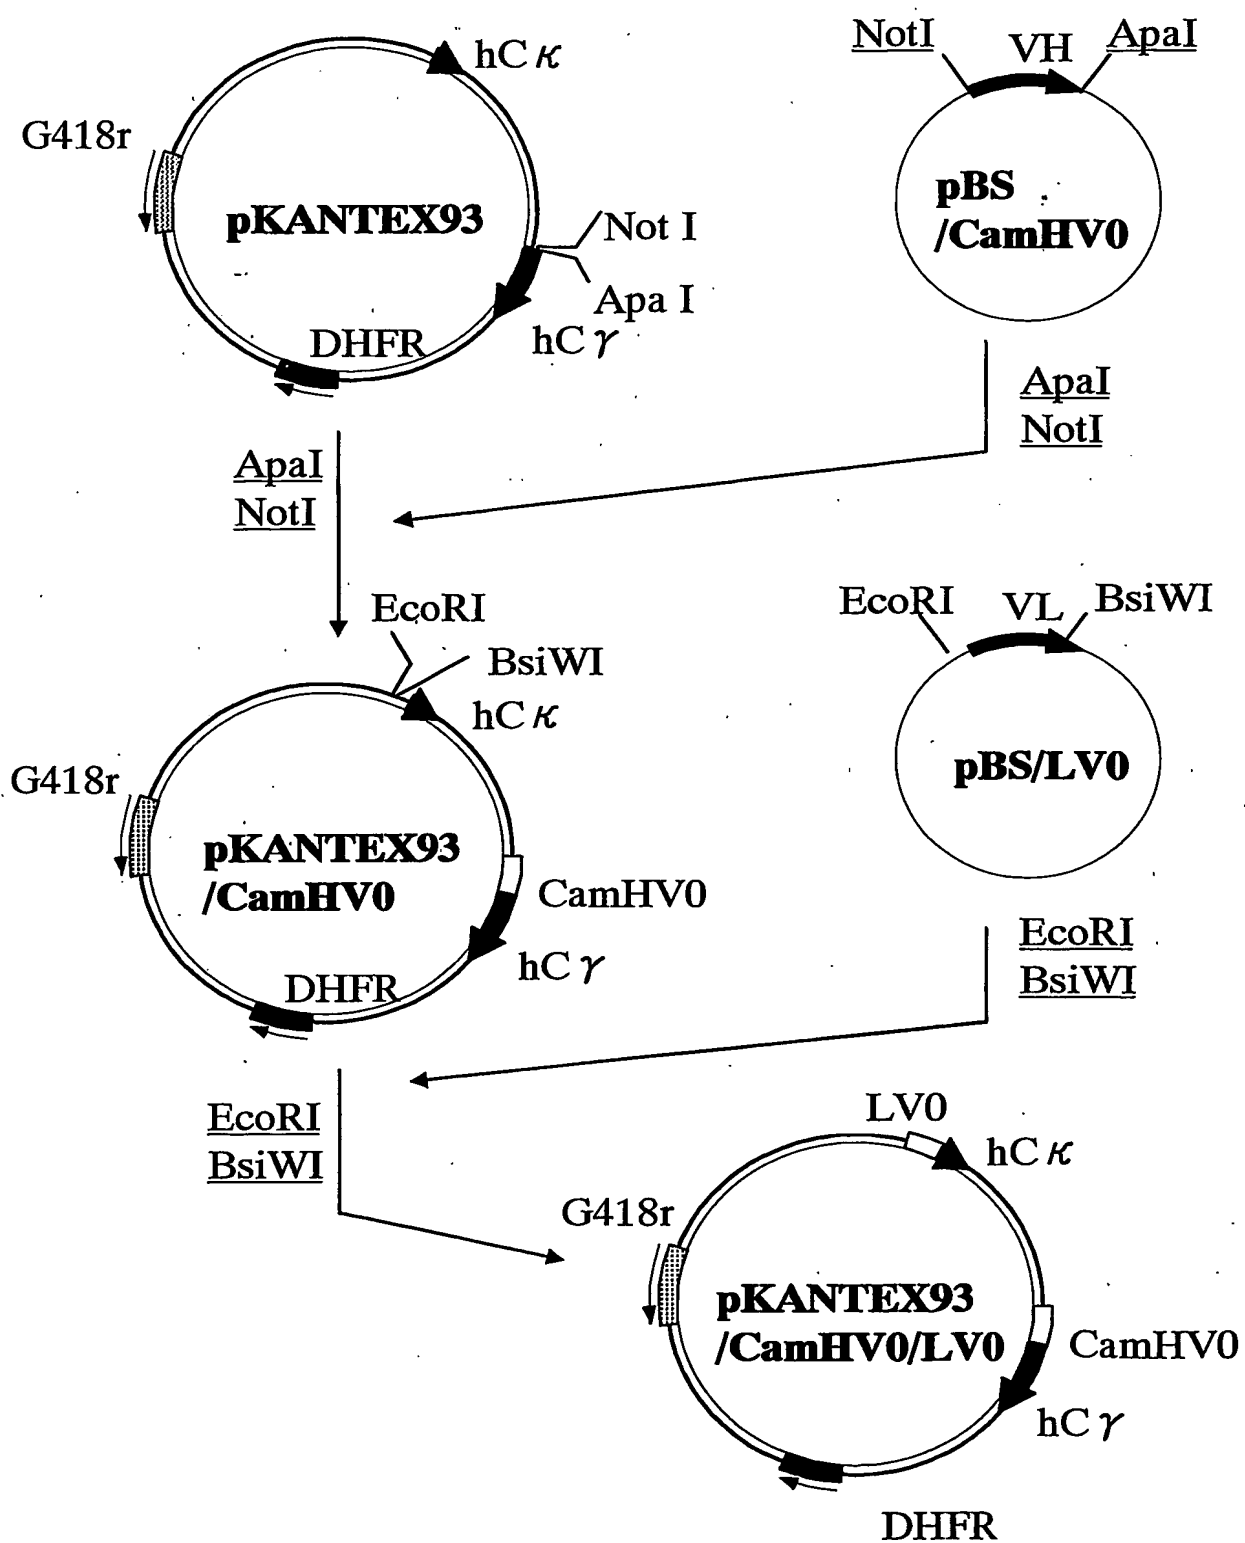 hCκ
G418r
pKANTEX93
Not I
Apa I
hCγ
DHFR
NotI
VH
ApaI
pBS
/CamHV0
ApaI
NotI
ApaI
NotI
EcoRI
BsiWI
hCκ
G418r
pKANTEX93
/CamHV0
CamHV0
hCγ
DHFR
EcoRI
VL
BsiWI
pBS/LV0
EcoRI
BsiWI
EcoRI
BsiWI
LV0
hCκ
G418r
pKANTEX93
/CamHV0/LV0
CamHV0
hCγ
DHFR